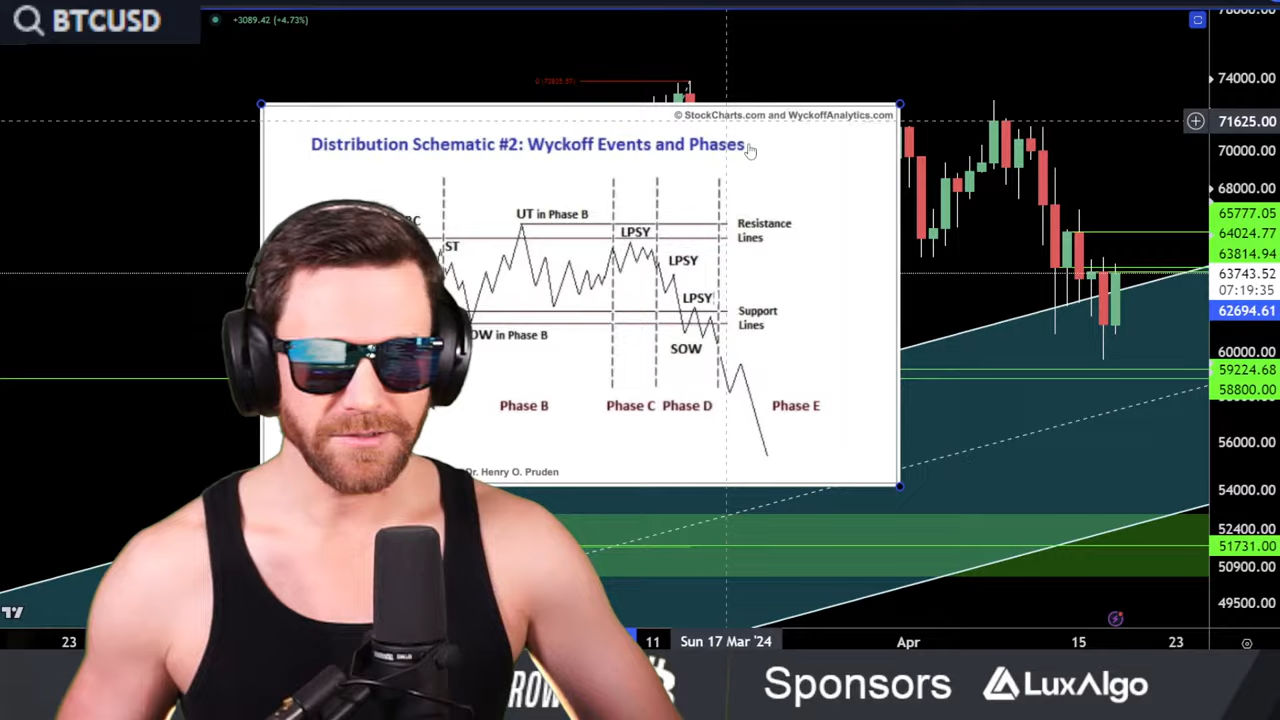 BTCUSD
+3089.42 (+4.73%)
© StockCharts.com and WyckoffAnalytics.com
Distribution Schematic #2: Wyckoff Events and Phases
UT in Phase B
ST
LPSY
LPSY
LPSY
Resistance
Lines
Support
Lines
in Phase B
SOW
Phase B
Phase C
Phase D
Phase E
Dr. Henry O. Pruden
78000.00
74000.00
71625.00
70000.00
68000.00
65777.05
64024.77
63814.94
63743.52
07:19:35
62694.61
60000.00
59224.68
58800.00
56000.00
54000.00
52400.00
51731.00
50900.00
49500.00
23
11
Sun 17 Mar '24
Apr
15
23
Sponsors
LuxAlgo